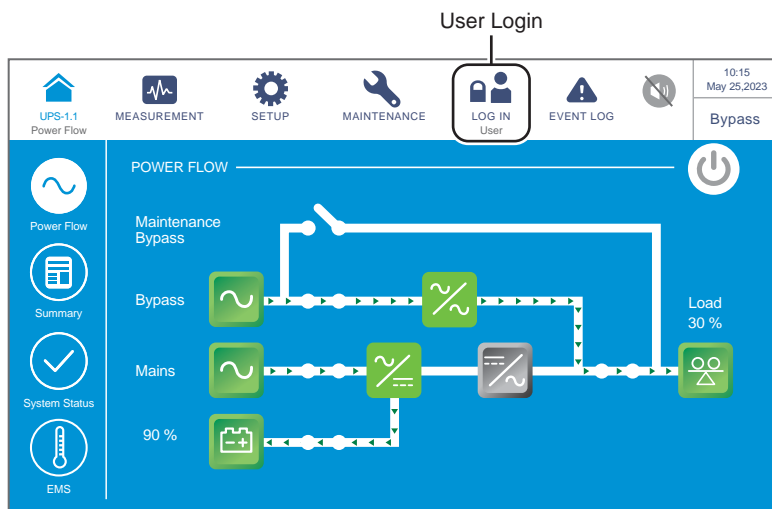 User Login
10:15
May 25,2023
UPS-1.1
Power Flow
MEASUREMENT
SETUP
MAINTENANCE
LOG IN
User
EVENT LOG
Bypass
POWER FLOW
Power Flow
Maintenance
Bypass
Bypass
Summary
Load
30 %
Mains
System Status
90 %
EMS